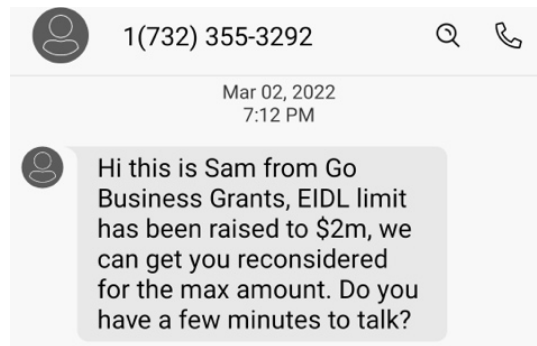 1(732) 355-3292
Mar 02, 2022
7:12 PM
Hi this is Sam from Go
Business Grants, EIDL limit
has been raised to $2m, we
can get you reconsidered
for the max amount. Do you
have a few minutes to talk?